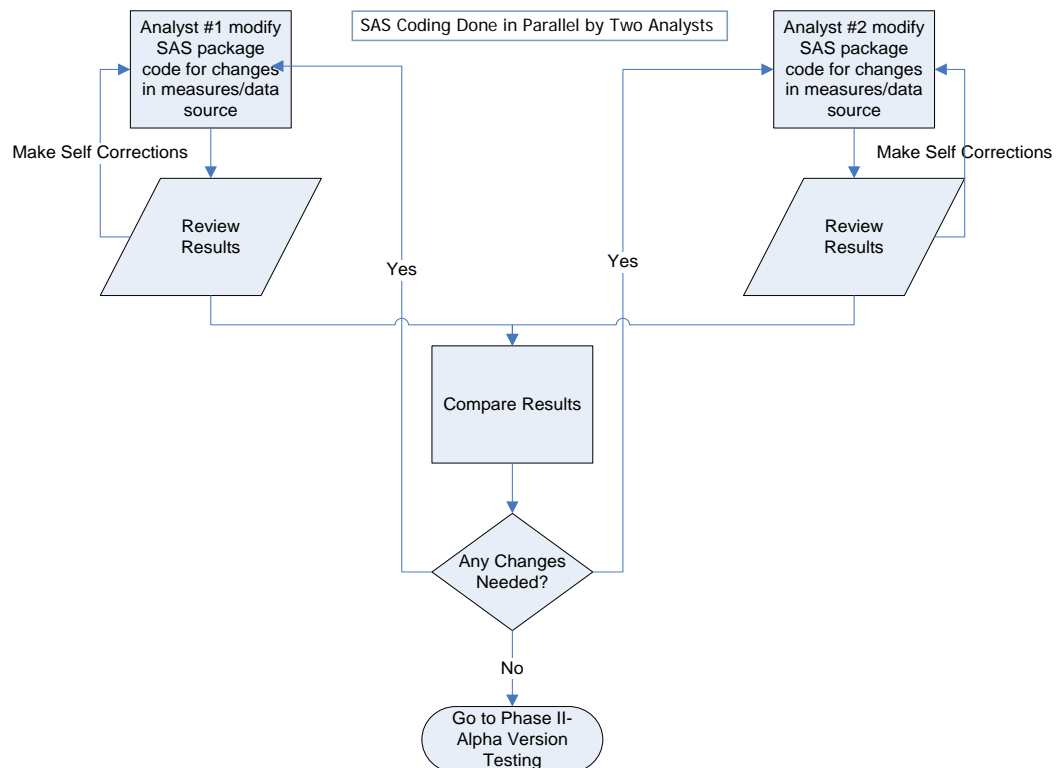 SAS Coding Done in Parallel by Two Analysts
Analyst #1 modify
SAS package
code for changes
in measures/data
source
Analyst #2 modify
SAS package
code for changes
in measures/data
source
Make Self Corrections
Make Self Corrections
Review
Results
Review
Results
Yes
Yes
Compare Results
Any Changes
Needed?
No
Go to Phase II-
Alpha Version
Testing